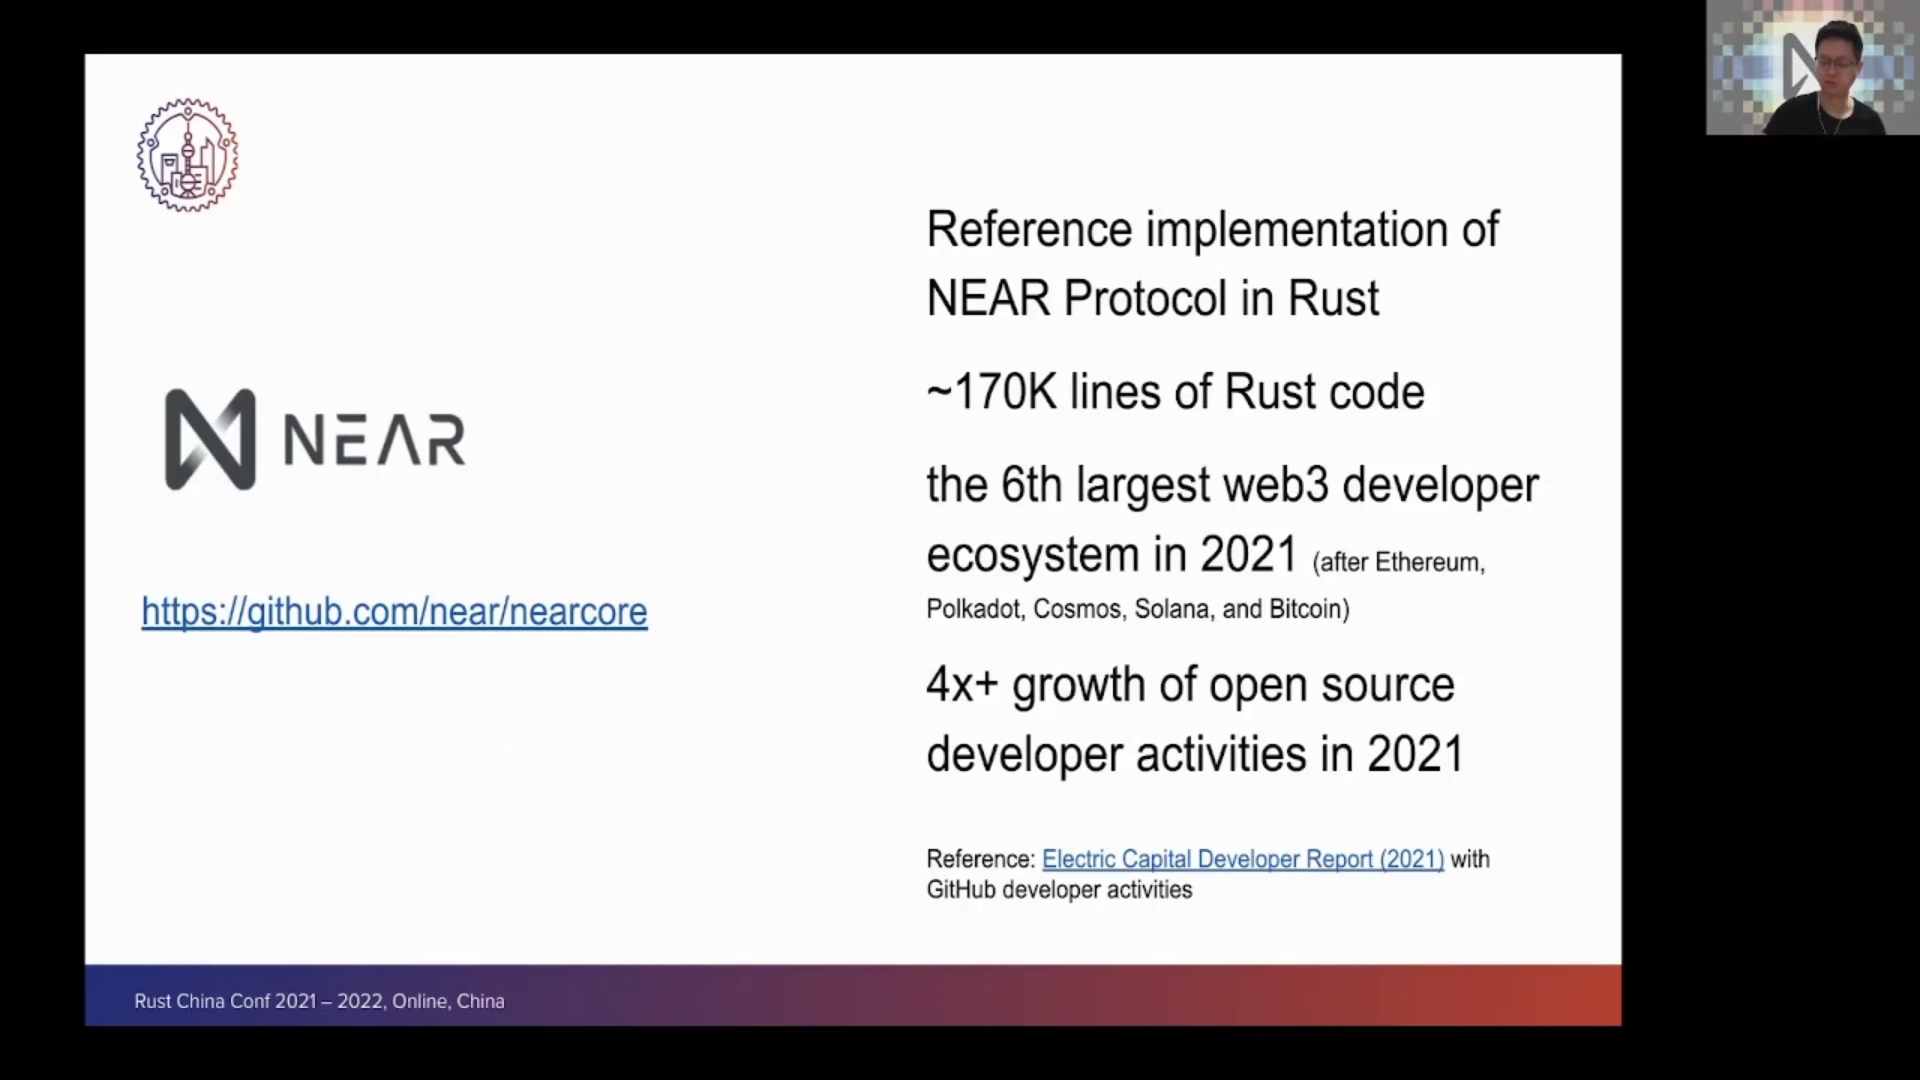 NEAR
https://github.com/near/nearcore
Reference implementation of
NEAR Protocol in Rust
~170K lines of Rust code
the 6th largest web3 developer
ecosystem in 2021 (after Ethereum,
Polkadot, Cosmos, Solana, and Bitcoin)
4x+ growth of open source
developer activities in 2021
Reference: Electric Capital Developer Report (2021) with
GitHub developer activities
Rust China Conf 2021 – 2022, Online, China